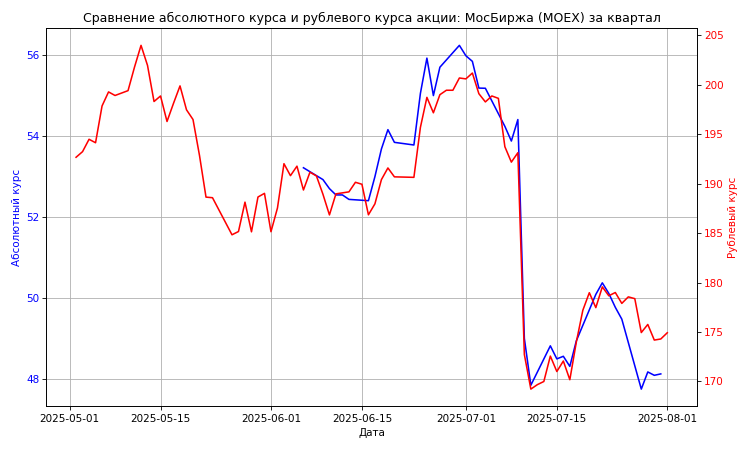 Сравнение абсолютного курса и рублевого курса акции: МосБиржа (MOEX) за квартал
56
54
52
50
48
Абсолютный курс
205
200
195
190
185
180
175
170
Рублевый курс
2025-05-01 2025-05-15 2025-06-01 2025-06-15 2025-07-01 2025-07-15 2025-08-01
Дата